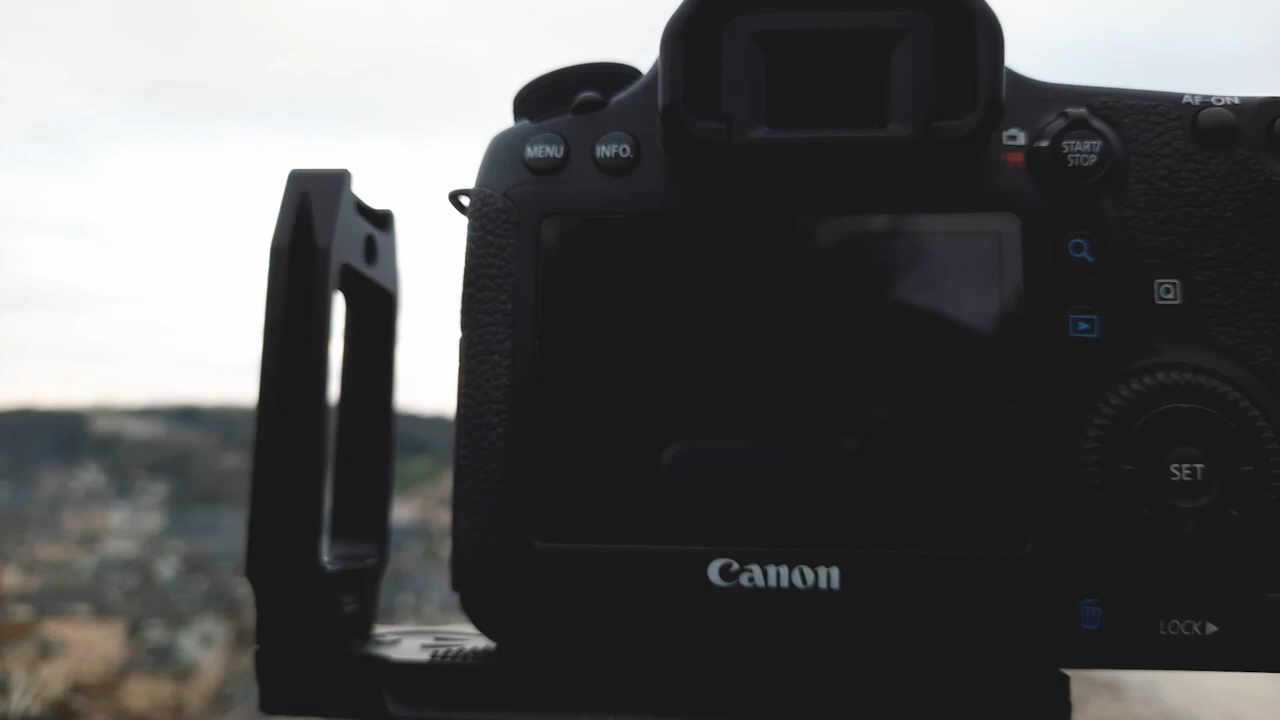 AF-ON
MENU
INFO.
START/
STOP
Q
SET
Canon
LOCK